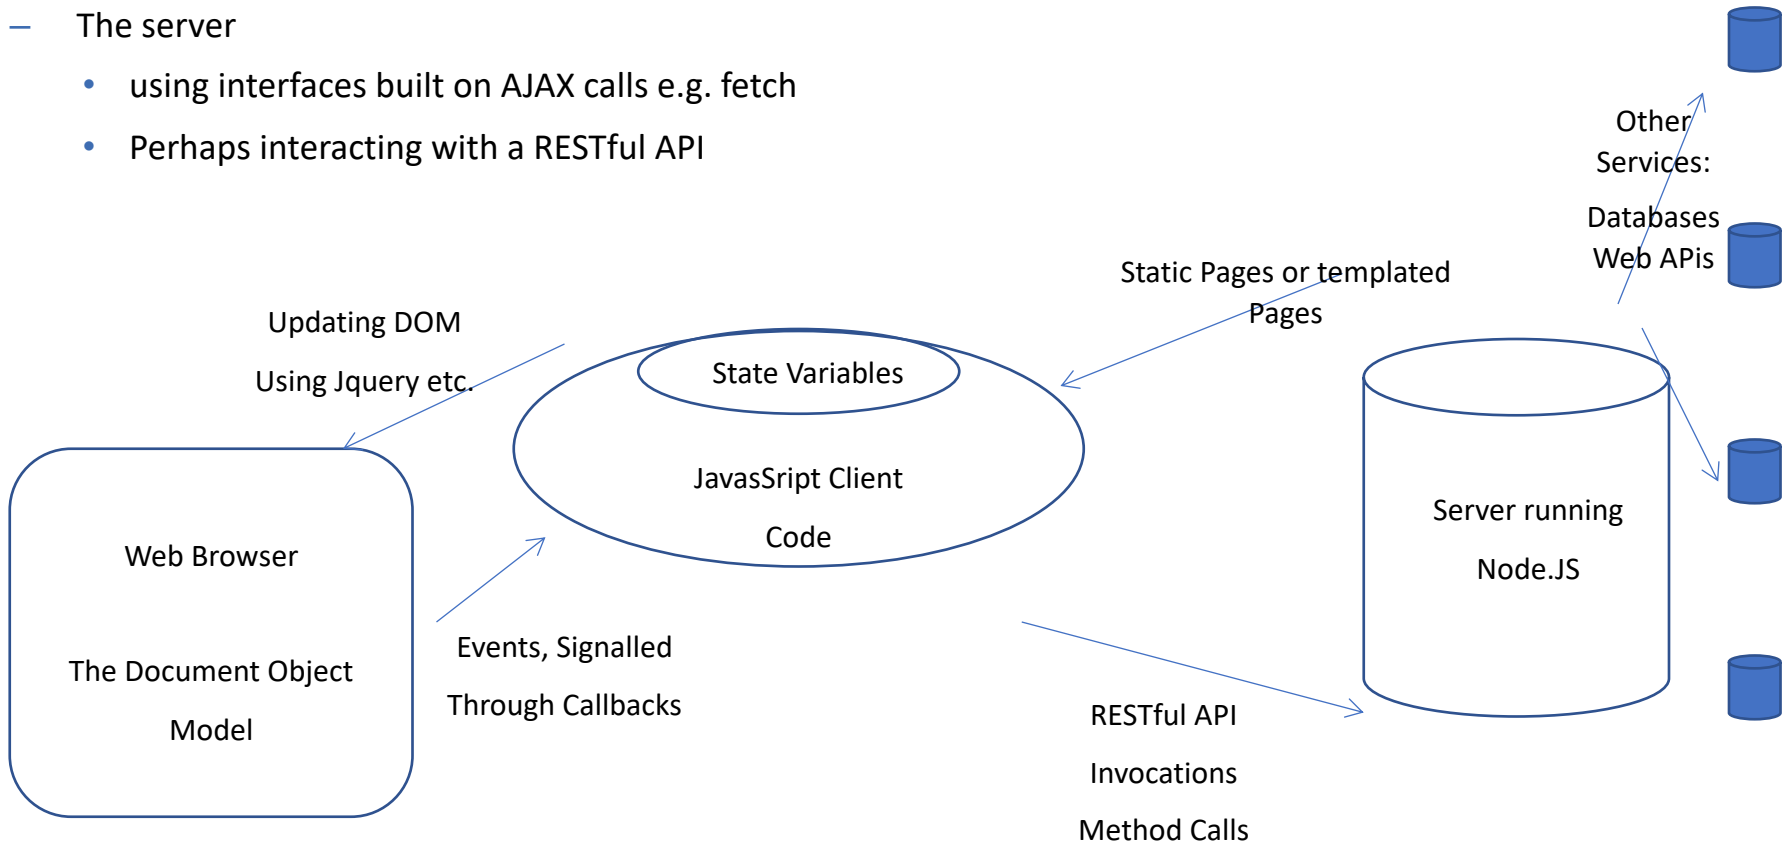 – The server
• using interfaces built on AJAX calls e.g. fetch
• Perhaps interacting with a RESTful API
Other
Services:
Databases
Web APis
Static Pages or templated
Pages
Updating DOM
Using Jquery etc.
State Variables
JavasSript Client
Code
Server running
Node.JS
Web Browser
The Document Object
Model
Events, Signalled
Through Callbacks
RESTful API
Invocations
Method Calls